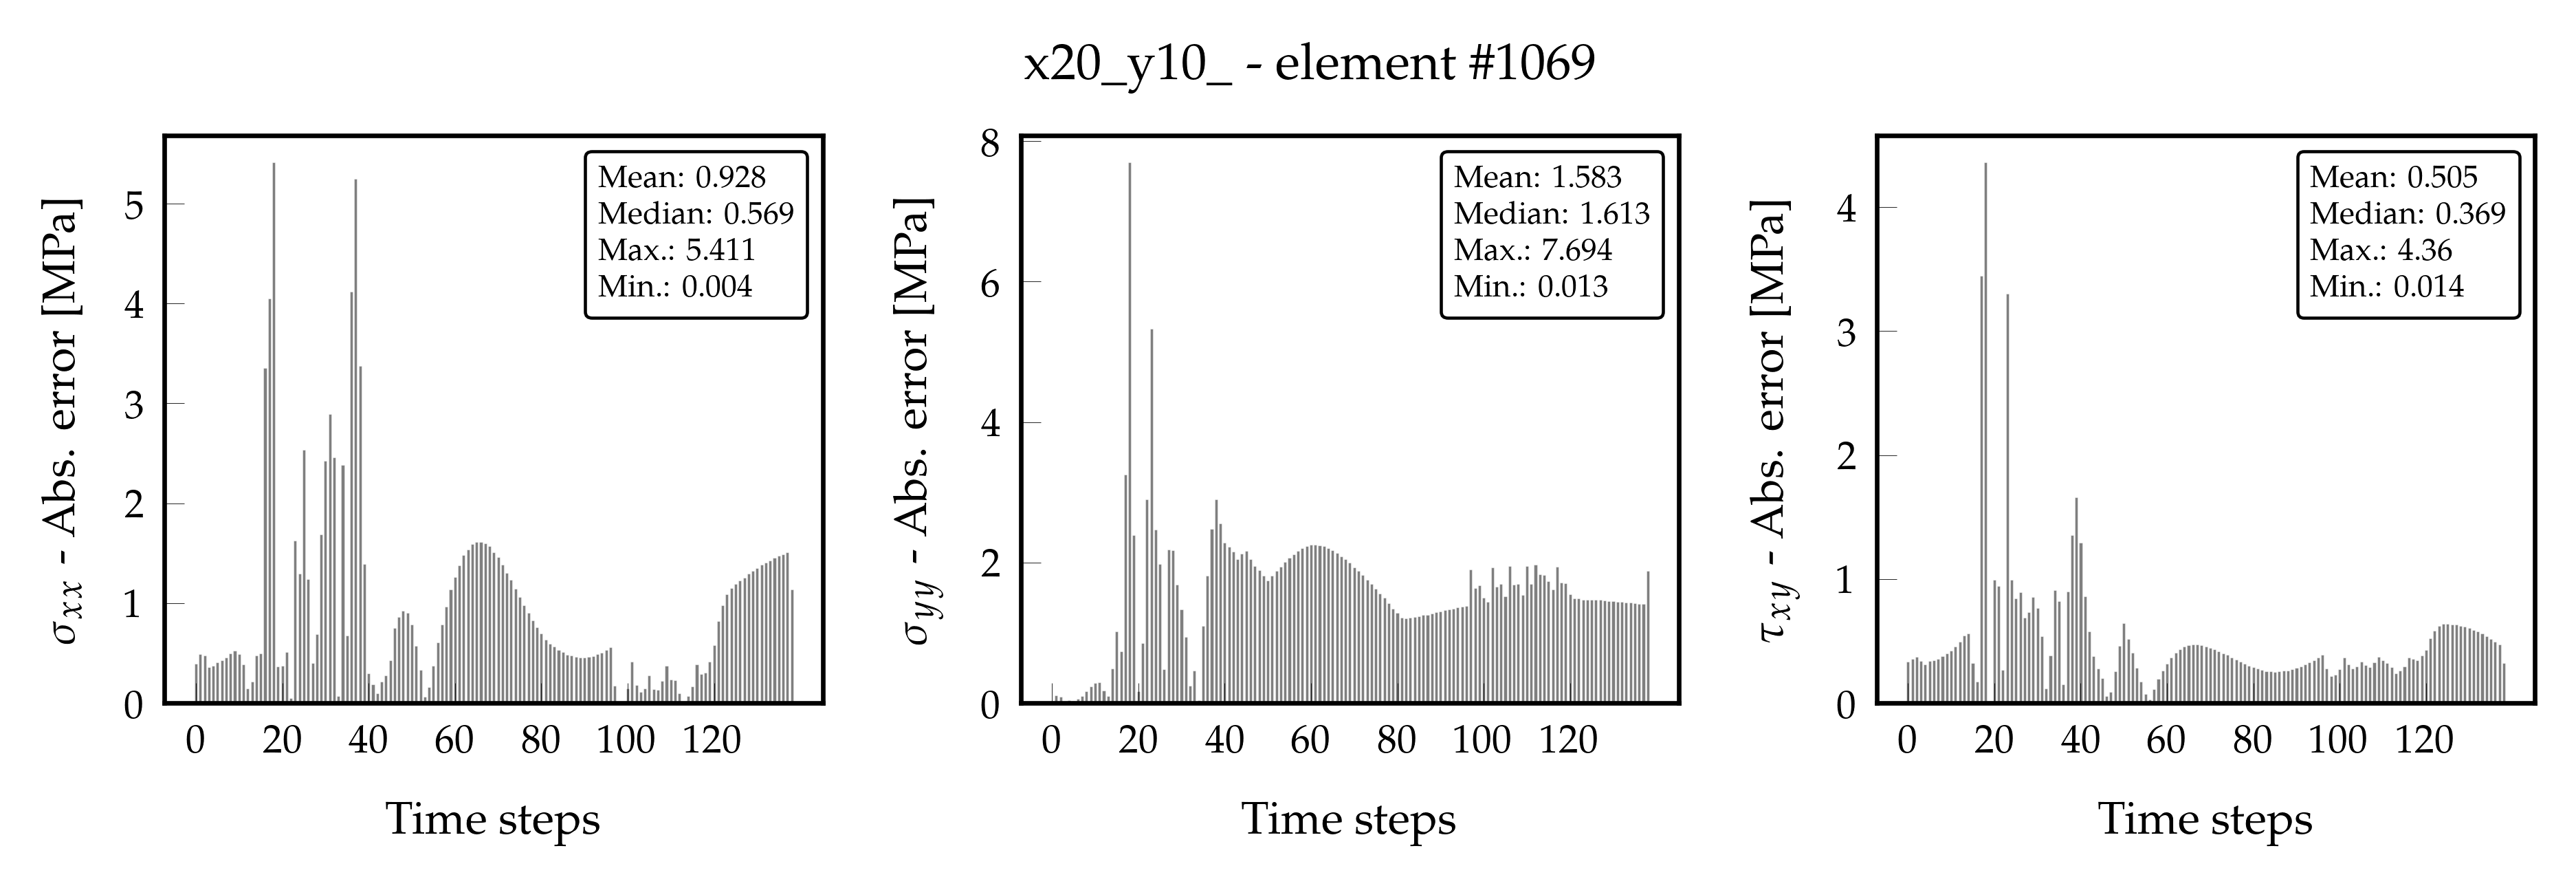 x20_y10_ - element #1069
σxx - Abs. error [MPa]
5
4
3
2
1
0
Mean: 0.928
Median: 0.569
Max.: 5.411
Min.: 0.004
0 20 40 60 80 100 120
Time steps
σyy - Abs. error [MPa]
8
6
4
2
0
Mean: 1.583
Median: 1.613
Max.: 7.694
Min.: 0.013
0 20 40 60 80 100 120
Time steps
τxy - Abs. error [MPa]
4
3
2
1
0
Mean: 0.505
Median: 0.369
Max.: 4.36
Min.: 0.014
0 20 40 60 80 100 120
Time steps